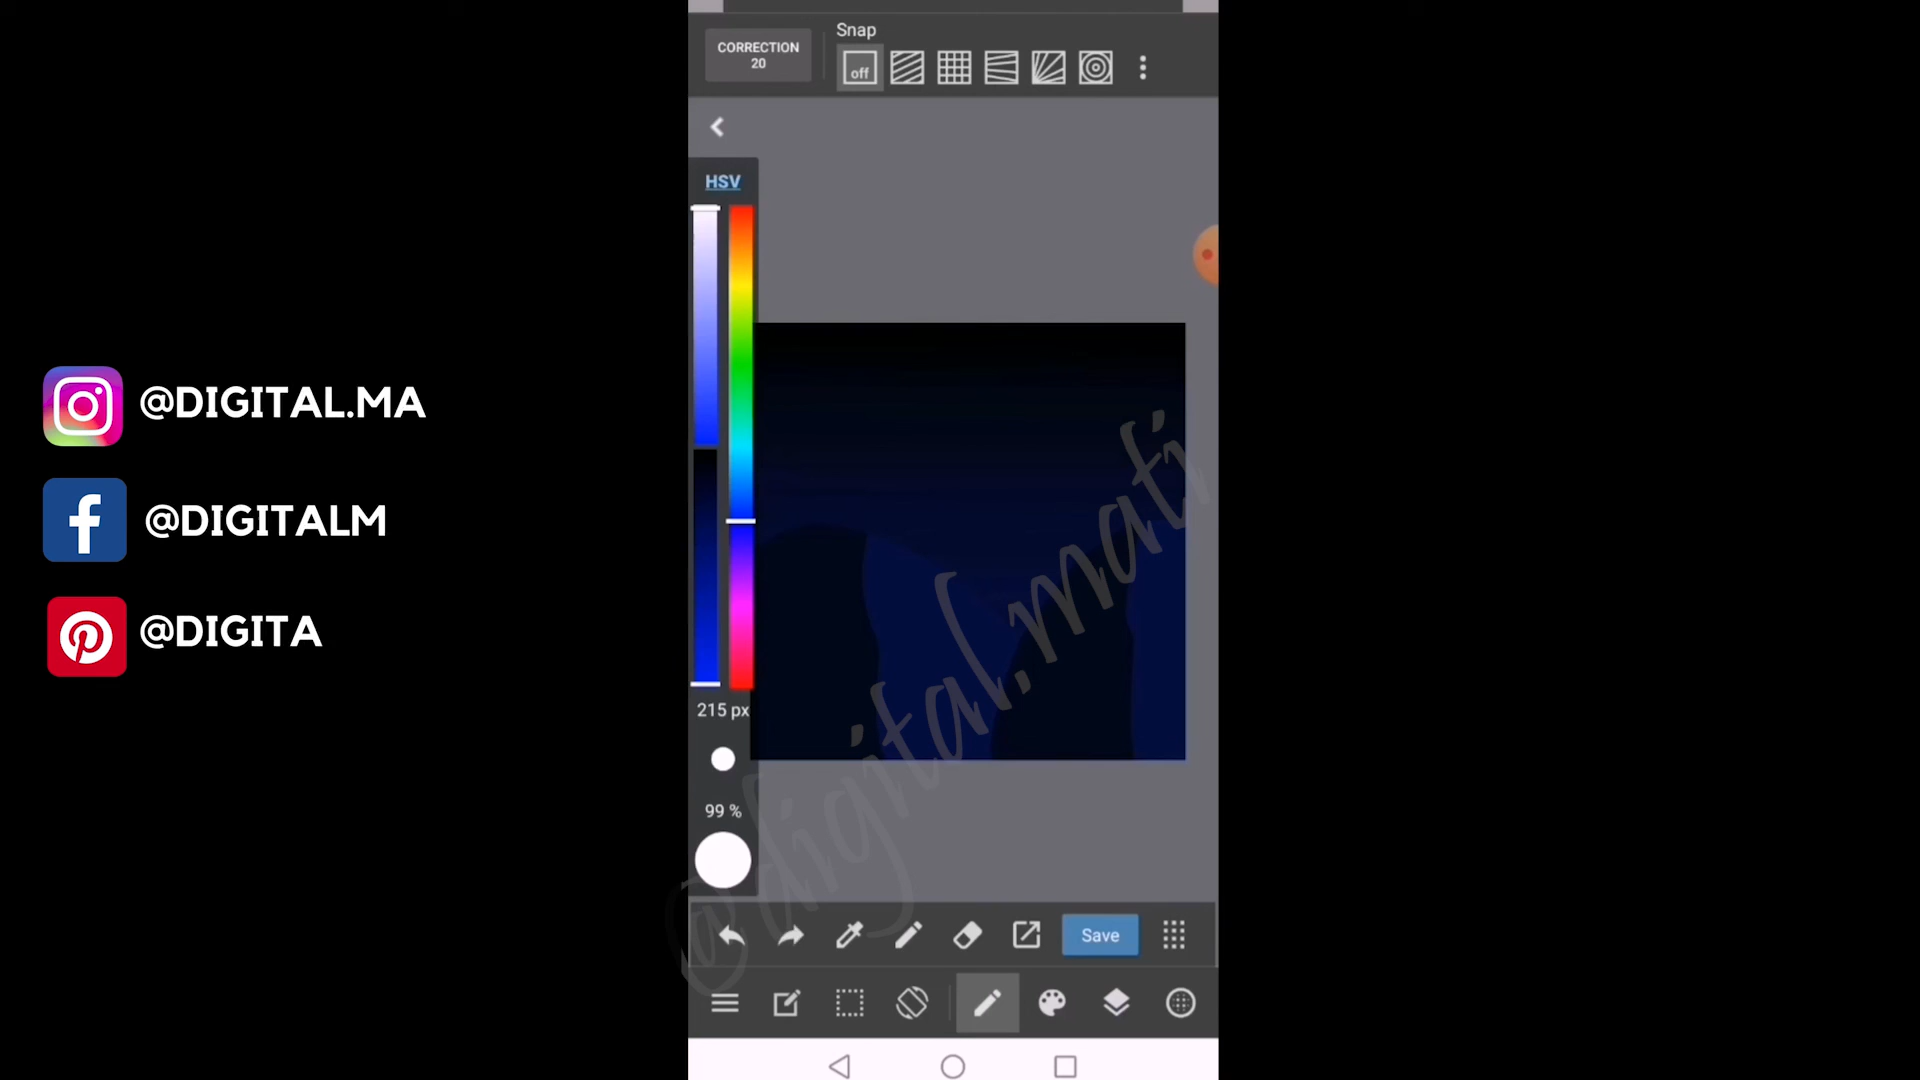 CORRECTION
20
Snap
off
HSV
@DIGITAL.MA
@DIGITALM
@DIGITA
215 px
99 %
Save
@digital.mati